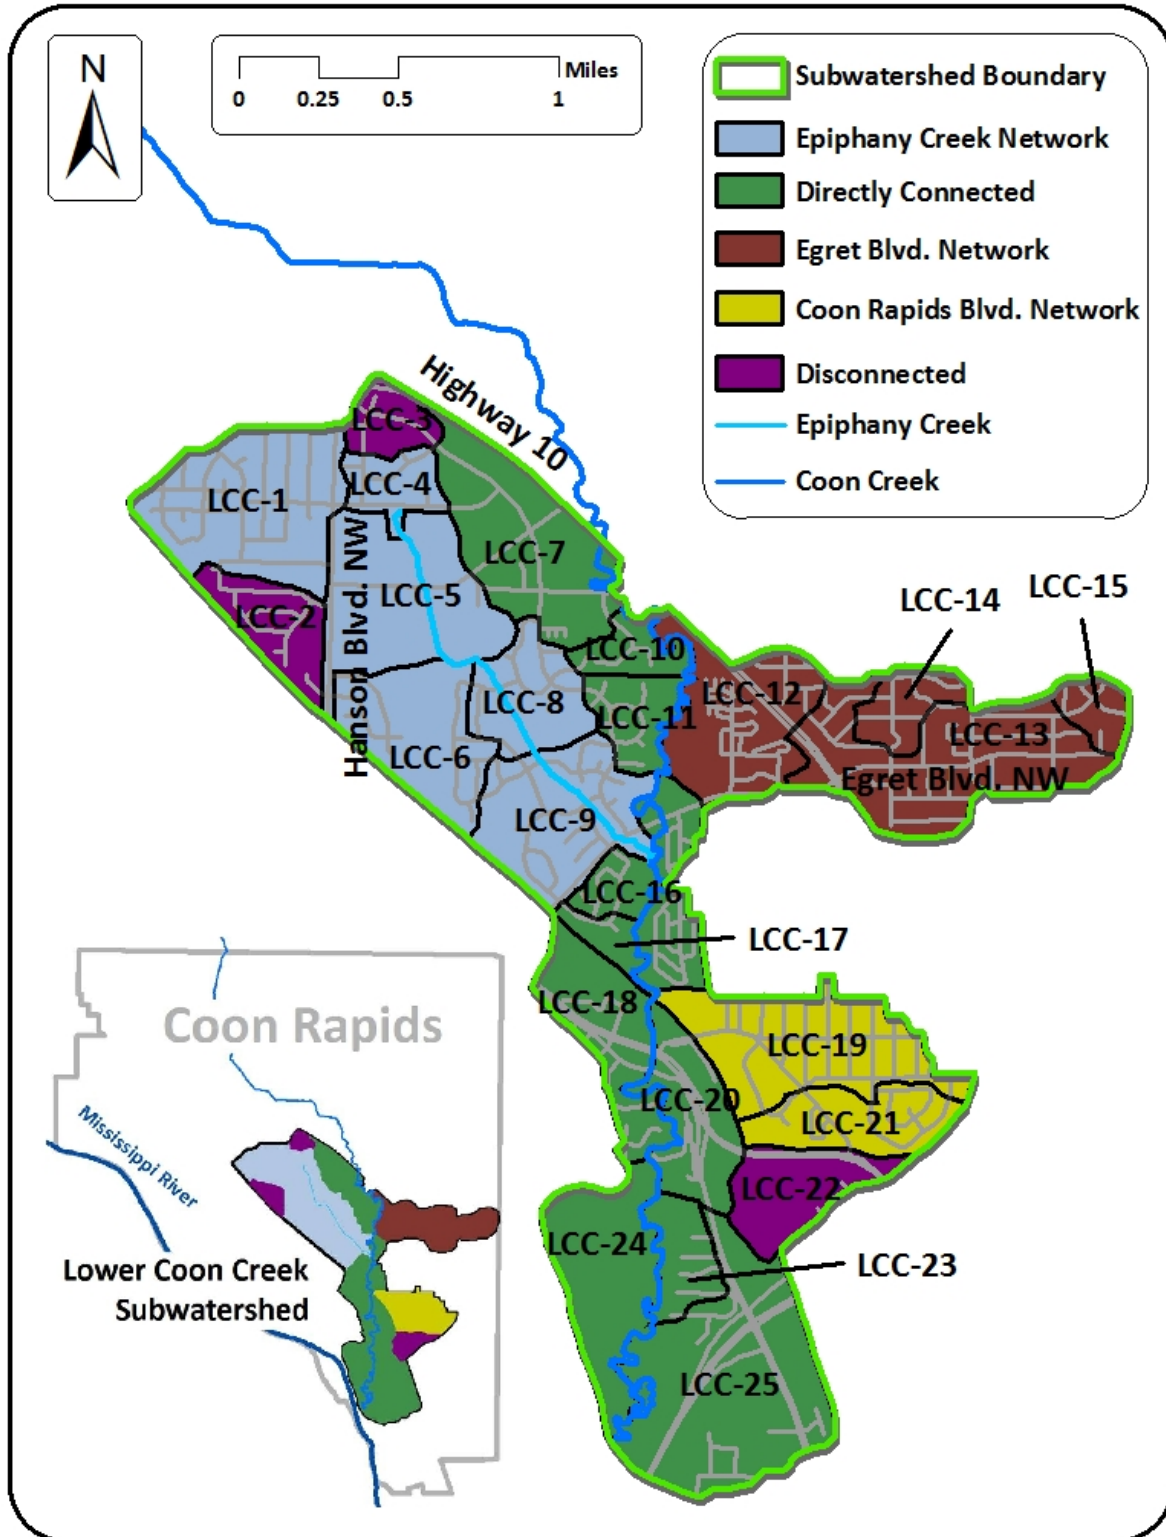 N
Miles
0 0.25 0.5 1
Subwatershed Boundary
Epiphany Creek Network
Directly Connected
Egret Blvd. Network
Coon Rapids Blvd. Network
Disconnected
Epiphany Creek
Coon Creek
Highway 10
LCC-3
LCC-4
LCC-1
LCC-7
Hanson Blvd. NW
LCC-5
LCC-2
LCC-15
LCC-14
LCC-10
LCC-12
LCC-8
LCC-11
LCC-13
LCC-6
Egret Blvd. NW
LCC-9
LCC-16
LCC-17
LCC-18
LCC-19
LCC-20
LCC-21
LCC-22
LCC-24
LCC-23
LCC-25
Coon Rapids
Mississippi River
Lower Coon Creek
Subwatershed